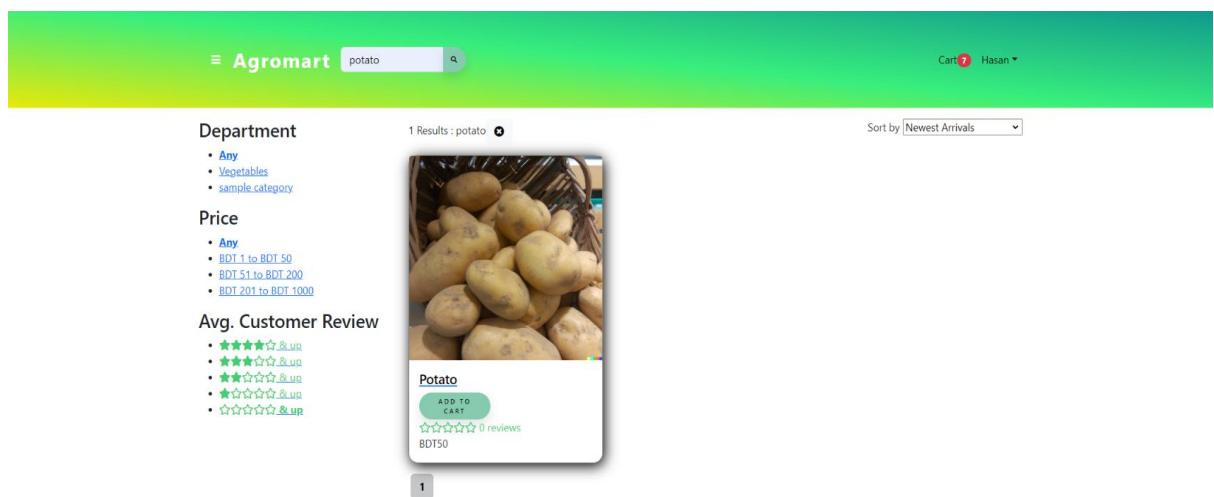 Agromart potato Cart 7 Hasan
Department
Any
Vegetables
sample category
Price
Any
BDT 1 to BDT 50
BDT 51 to BDT 200
BDT 201 to BDT 1000
Avg. Customer Review
& up
& up
& up
& up
& up
1 Results : potato
Sort by Newest Arrivals
Potato
ADD TO
CART
0 reviews
BDT50
1